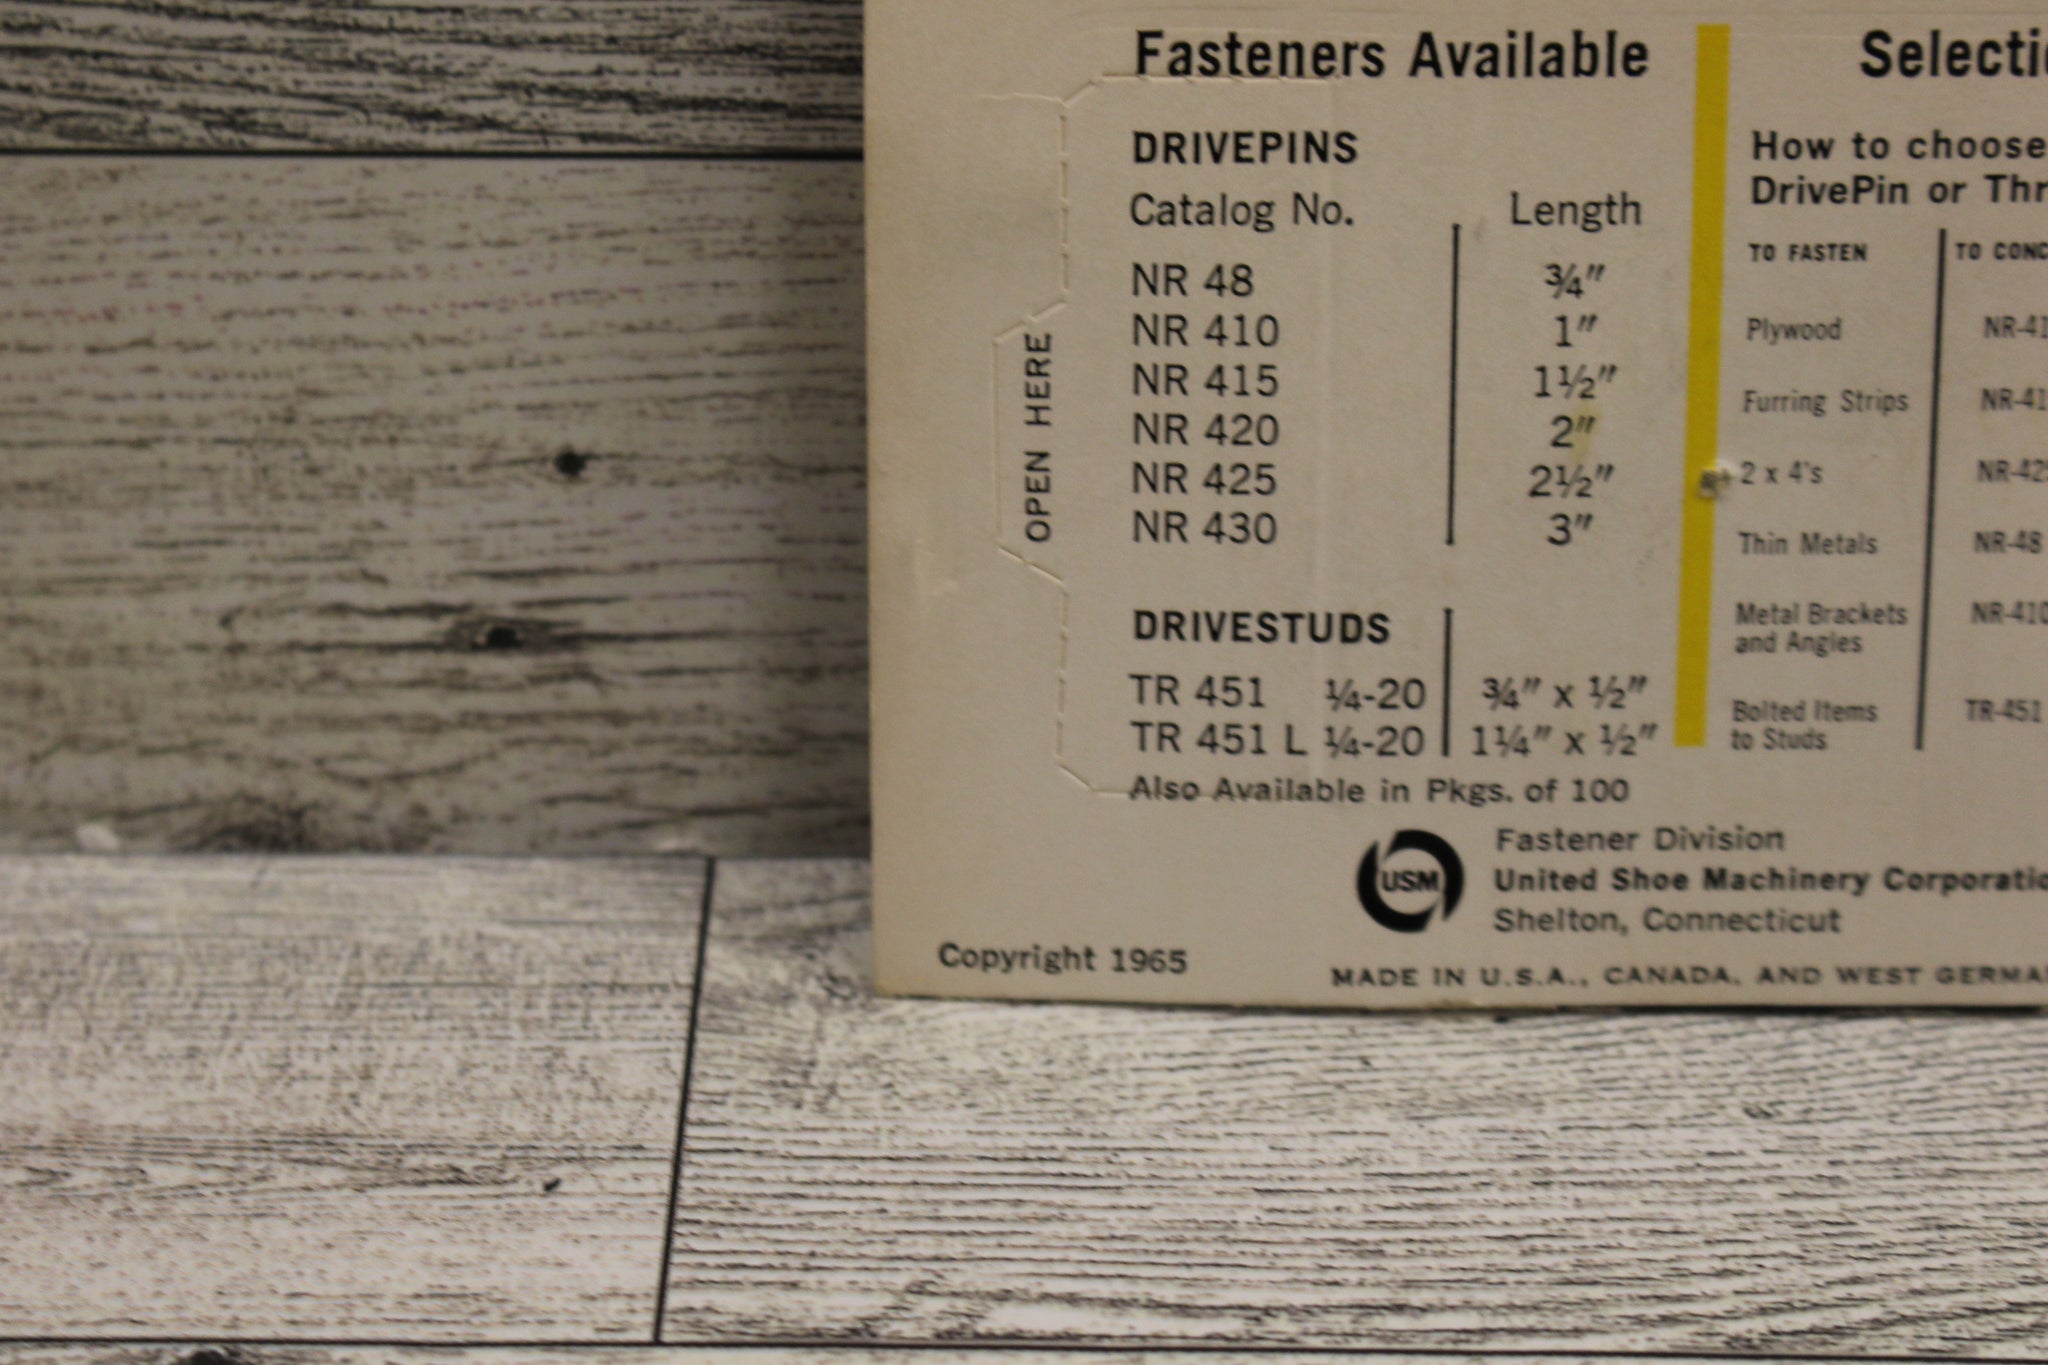 Fasteners Available
DRIVEPINS
Catalog No. Length
NR 48 ¾"
NR 410 1"
NR 415 1½"
NR 420 2"
NR 425 2½"
NR 430 3"
DRIVESTUDS
TR 451 ¼-20 ¾" x ½"
TR 451 L ¼-20 1¼" x ½"
Also Available in Pkgs. of 100
OPEN HERE
How to choose
DrivePin or
TO FASTEN TO
Plywood
Furring Strips
2 x 4's
Thin Metals NR-48
Metal Brackets NR-410
and Angles
Bolted Items TR-451
to Studs
USM
Fastener Division
United Shoe Machinery
Shelton, Connecticut
Copyright 1965
MADE IN U.S.A., CANADA, AND WEST